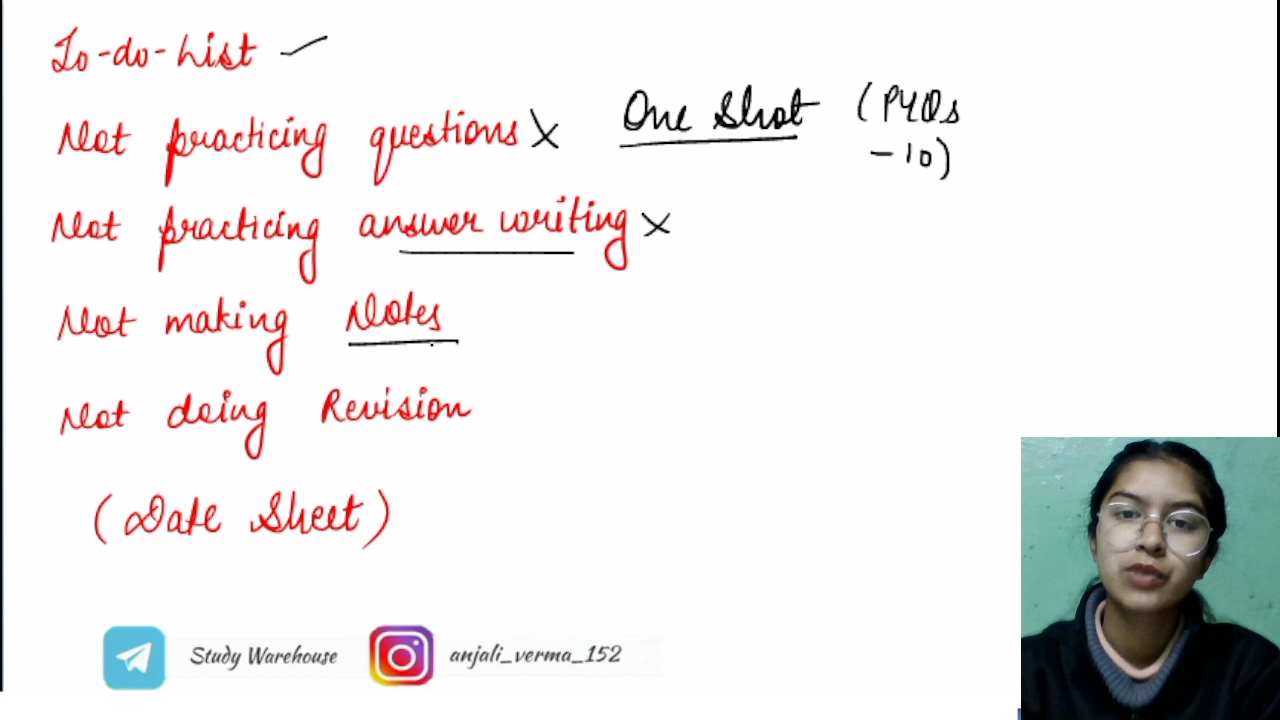 To-do-List
Not practicing questions X One Shot (PYQs
-10)
Not practicing answer writing X
Not making Notes
Not doing Revision
(Date Sheet)
Study Warehouse anjali_verma_152